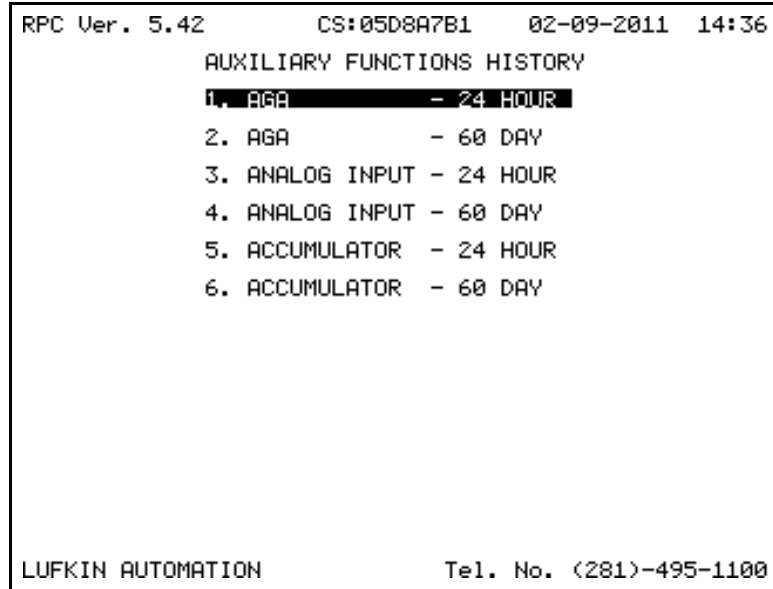 RPC Ver. 5.42 CS:05D8A7B1 02-09-2011 14:36
AUXILIARY FUNCTIONS HISTORY
1. AGA - 24 HOUR
2. AGA - 60 DAY
3. ANALOG INPUT - 24 HOUR
4. ANALOG INPUT - 60 DAY
5. ACCUMULATOR - 24 HOUR
6. ACCUMULATOR - 60 DAY
LUFKIN AUTOMATION Tel. No. (281)-495-1100